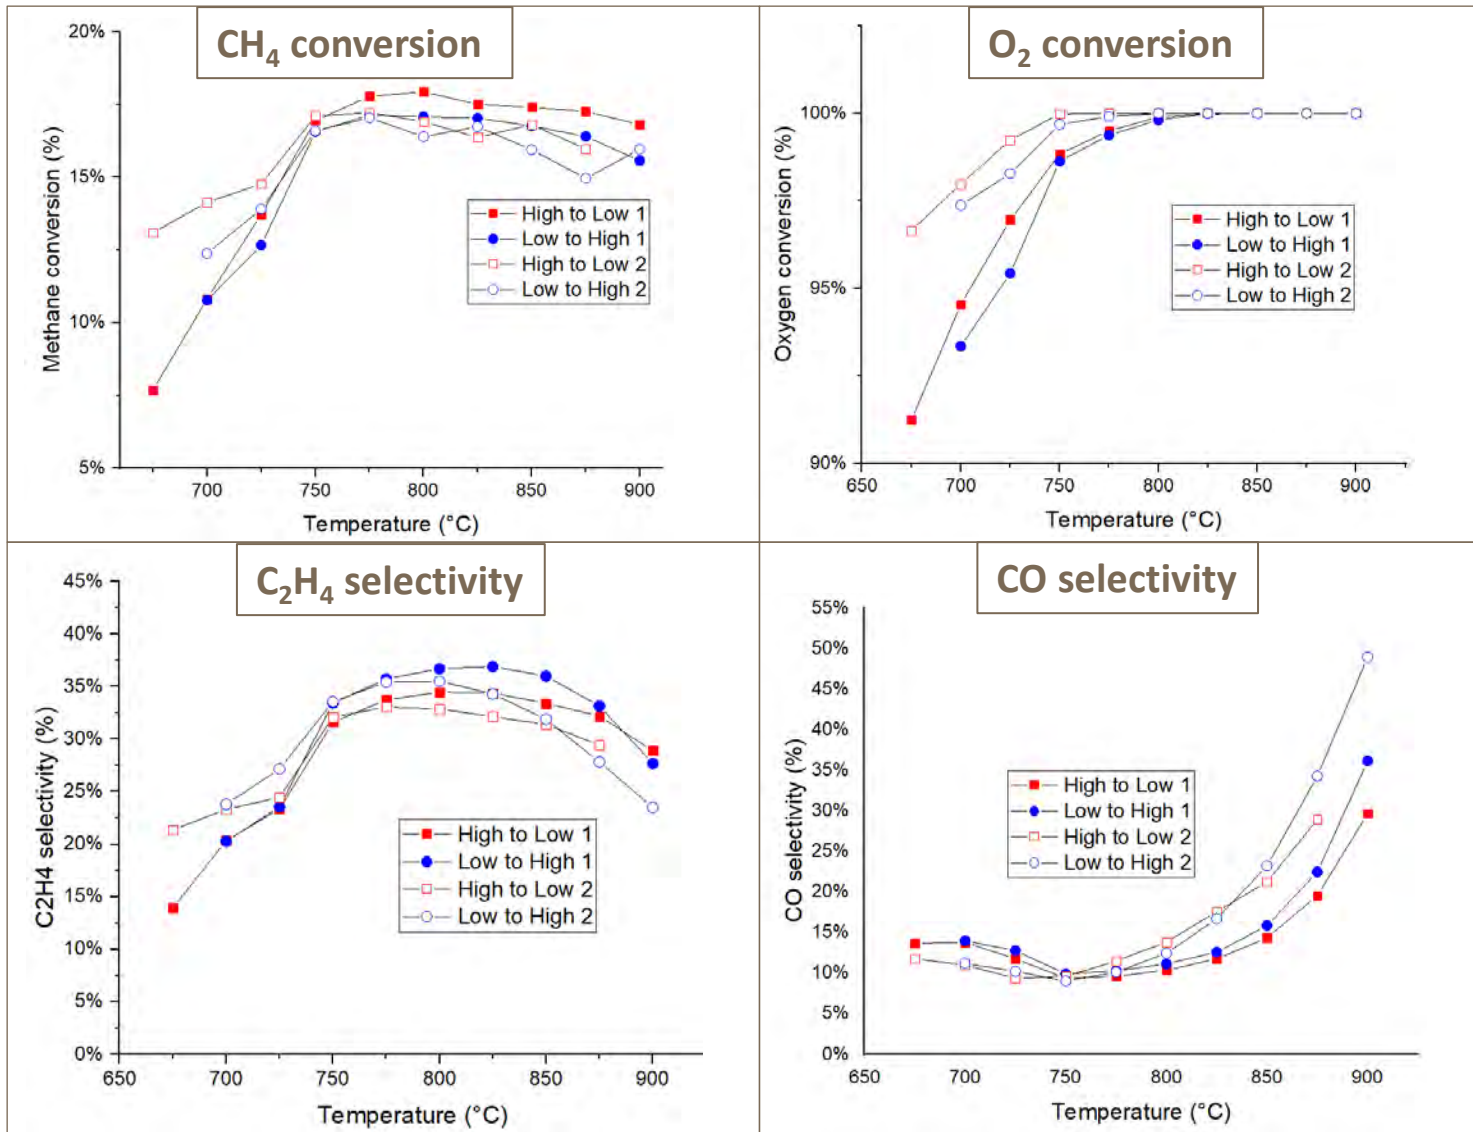 CH₄ conversion
20%
15%
10%
5%
Methane conversion (%)
High to Low 1
Low to High 1
High to Low 2
Low to High 2
700 750 800 850 900
Temperature (°C)
O₂ conversion
100%
95%
90%
Oxygen conversion (%)
High to Low 1
Low to High 1
High to Low 2
Low to High 2
650 700 750 800 850 900
Temperature (°C)
C₂H₄ selectivity
45%
40%
35%
30%
25%
20%
15%
10%
5%
0%
C2H4 selectivity (%)
High to Low 1
Low to High 1
High to Low 2
Low to High 2
650 700 750 800 850 900
Temperature (°C)
CO selectivity
55%
50%
45%
40%
35%
30%
25%
20%
15%
10%
5%
0%
CO selectivity (%)
High to Low 1
Low to High 1
High to Low 2
Low to High 2
650 700 750 800 850 900
Temperature (°C)